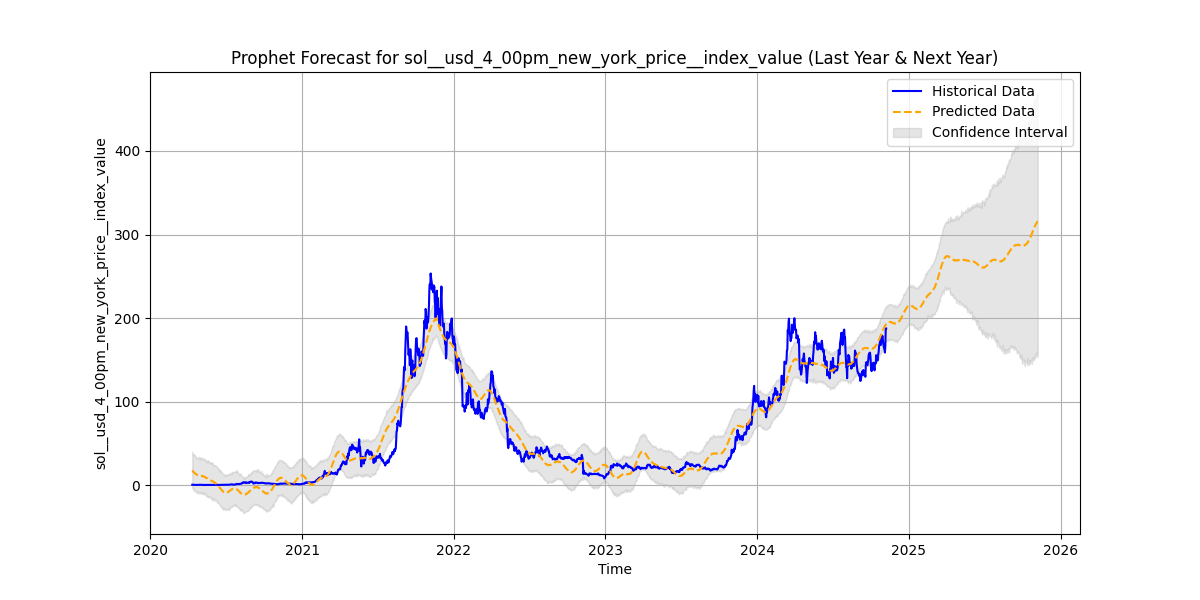 Prophet Forecast for sol__usd_4_00pm_new_york_price__index_value (Last Year & Next Year)
Historical Data
Predicted Data
Confidence Interval
sol__usd_4_00pm_new_york_price__index_value
400
300
200
100
0
2020
2021
2022
2023
2024
2025
2026
Time